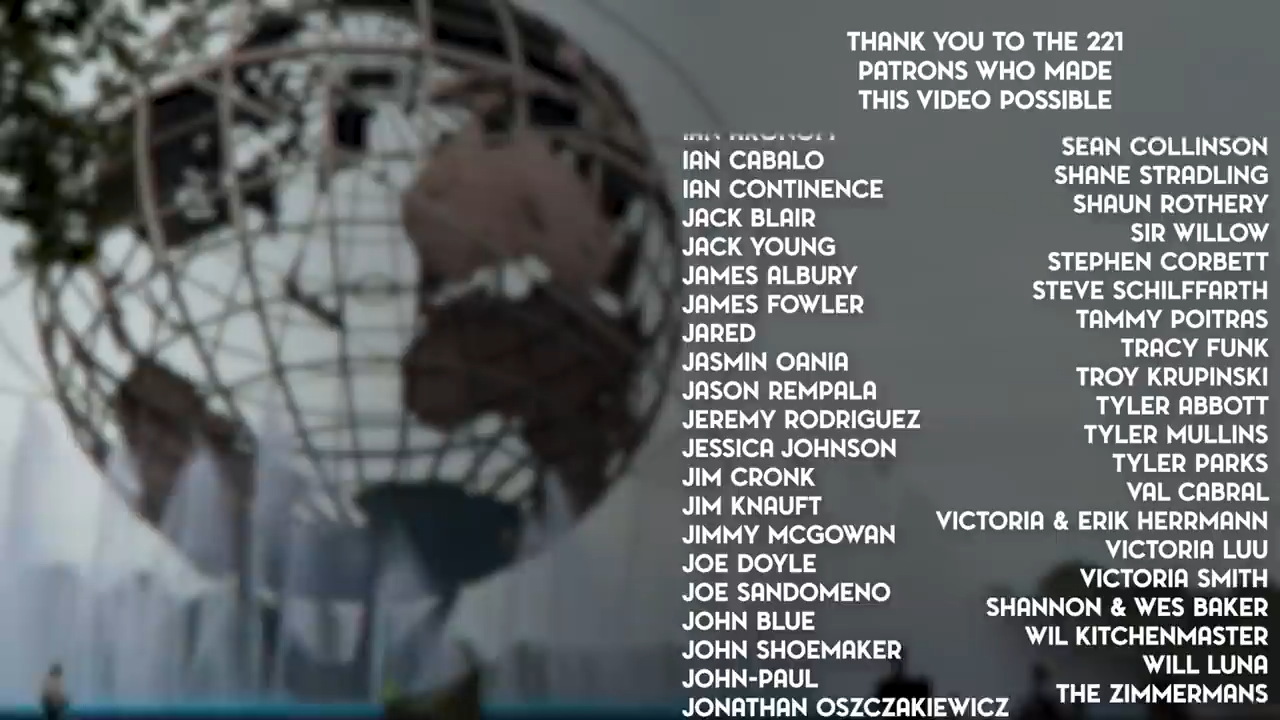 THANK YOU TO THE 221
PATRONS WHO MADE
THIS VIDEO POSSIBLE
IAN CABALO
IAN CONTINENCE
JACK BLAIR
JACK YOUNG
JAMES ALBURY
JAMES FOWLER
JARED
JASMIN OANIA
JASON REMPALA
JEREMY RODRIGUEZ
JESSICA JOHNSON
JIM CRONK
JIM KNAUFT
JIMMY MCGOWAN
JOE DOYLE
JOE SANDOMENO
JOHN BLUE
JOHN SHOEMAKER
JOHN-PAUL
JONATHAN OSZCZAKIEWICZ
SEAN COLLINSON
SHANE STRADLING
SHAUN ROTHERY
SIR WILLOW
STEPHEN CORBETT
STEVE SCHILFFARTH
TAMMY POITRAS
TRACY FUNK
TROY KRUPINSKI
TYLER ABBOTT
TYLER MULLINS
TYLER PARKS
VAL CABRAL
VICTORIA & ERIK HERRMANN
VICTORIA LUU
VICTORIA SMITH
SHANNON & WES BAKER
WIL KITCHENMASTER
WILL LUNA
THE ZIMMERMANS